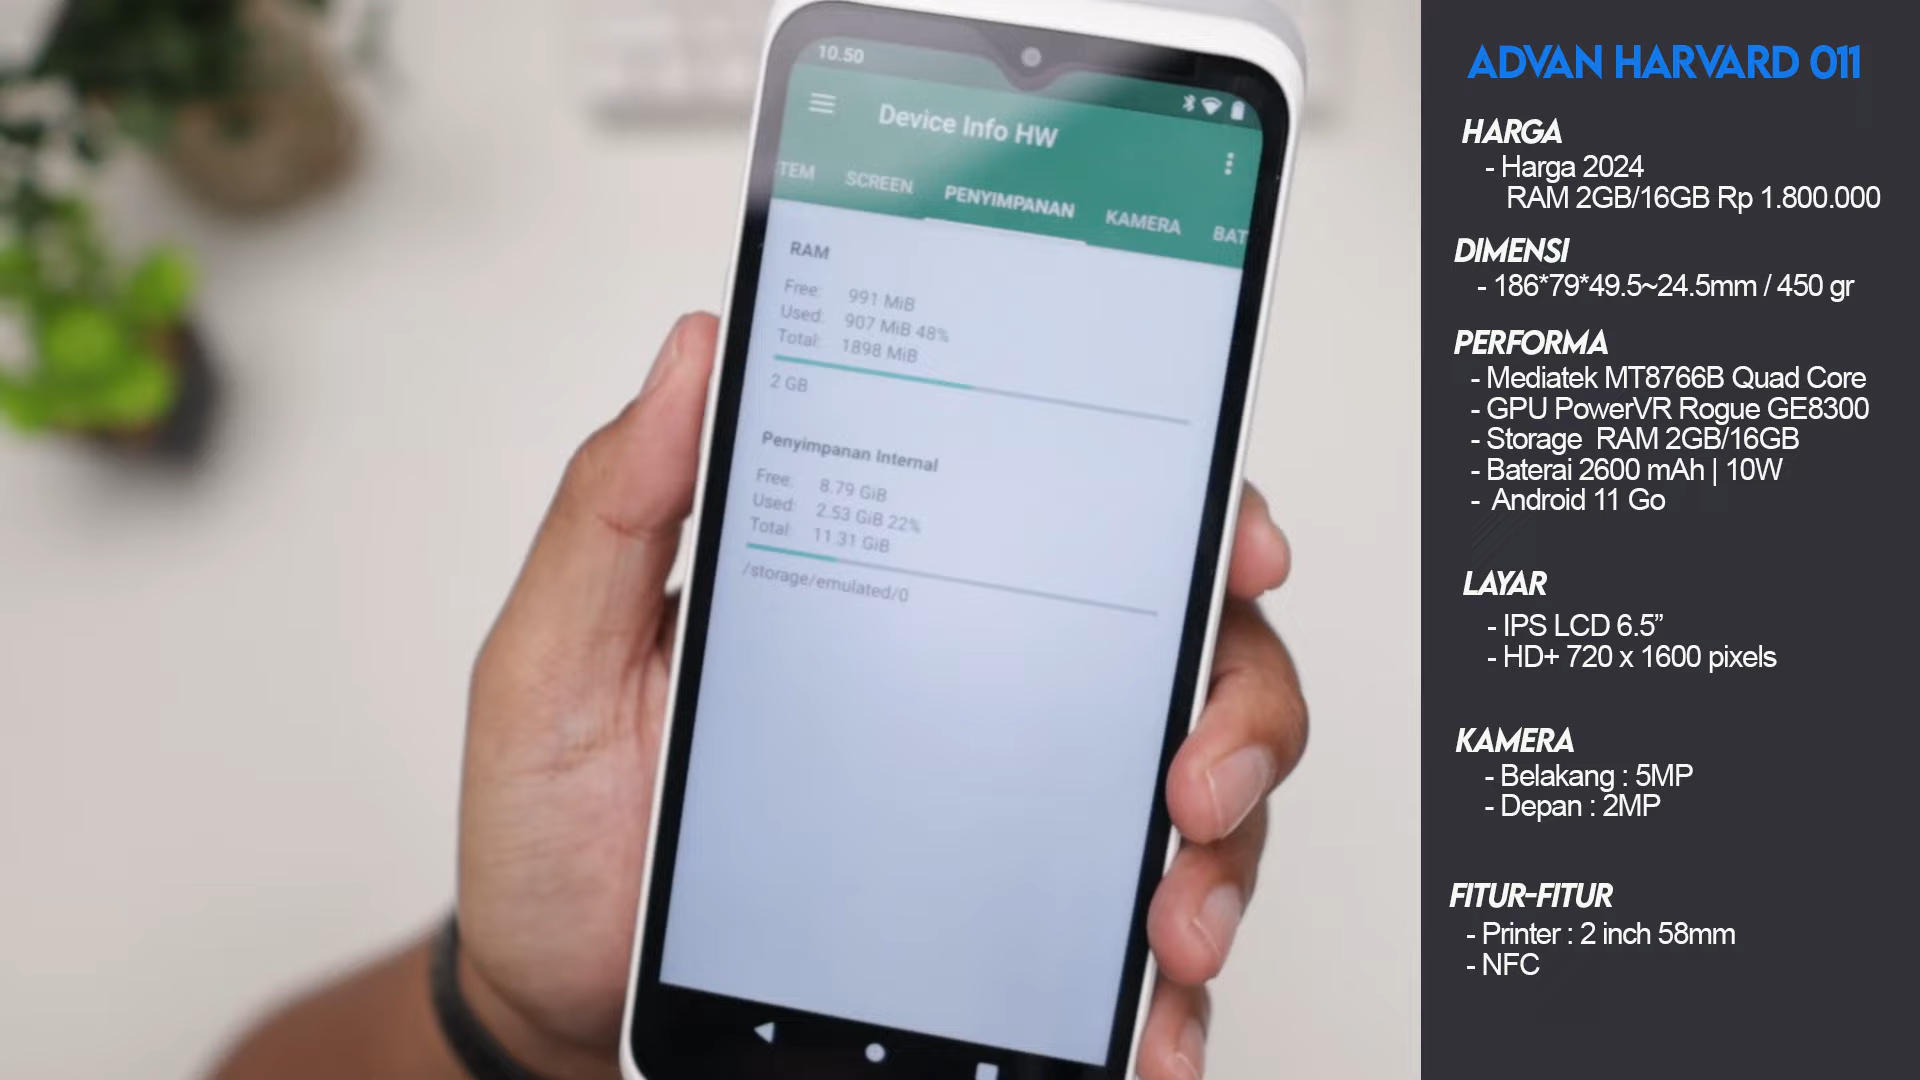 10.50
Device Info HW
TEM SCREEN PENYIMPANAN KAMERA BAT
RAM
Free: 991 MiB
Used: 907 MiB 48%
Total: 1898 MiB
2 GB
Penyimpanan Internal
Free: 8.79 GiB
Used: 2.53 GiB 22%
Total: 11.31 GiB
/storage/emulated/0
ADVAN HARVARD 011
HARGA
- Harga 2024
RAM 2GB/16GB Rp 1.800.000
DIMENSI
- 186*79*49.5~24.5mm / 450 gr
PERFORMA
- Mediatek MT8766B Quad Core
- GPU PowerVR Rogue GE8300
- Storage RAM 2GB/16GB
- Baterai 2600 mAh | 10W
- Android 11 Go
LAYAR
- IPS LCD 6.5”
- HD+ 720 x 1600 pixels
KAMERA
- Belakang : 5MP
- Depan : 2MP
FITUR-FITUR
- Printer : 2 inch 58mm
- NFC